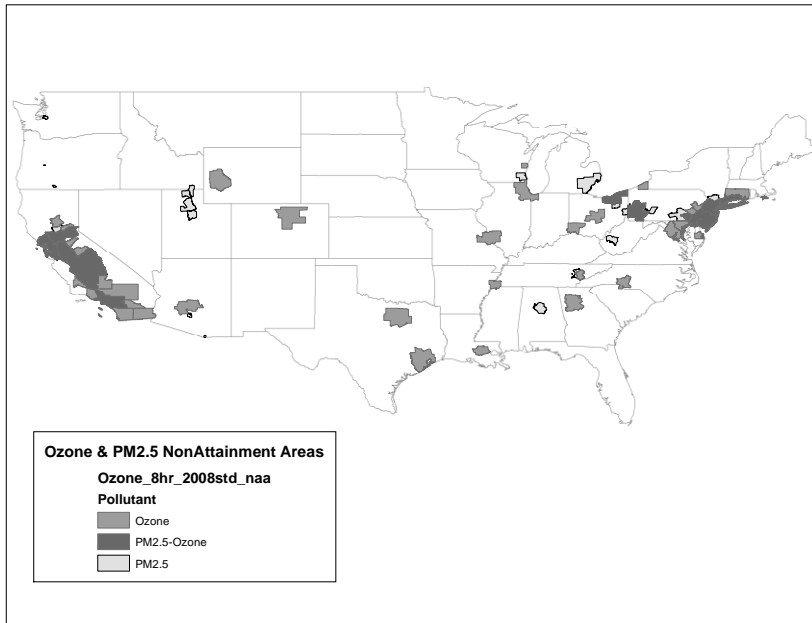 Ozone & PM2.5 NonAttainment Areas
Ozone_8hr_2008std_naa
Pollutant
Ozone
PM2.5-Ozone
PM2.5